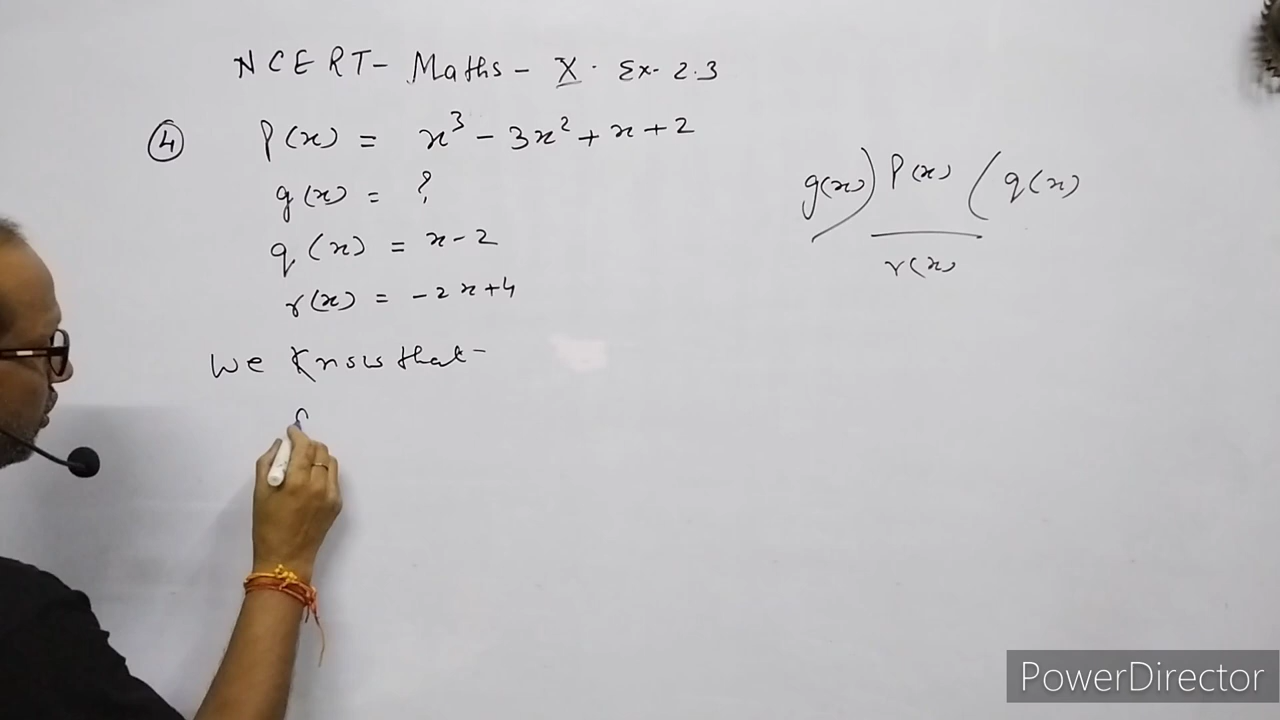 NCERT- Maths - X. Ex- 2.3
④ P(x) = x³ - 3x² + x + 2
g(x) = ?
q(x) = x - 2
r(x) = -2x+4
We Know that-
g(x) ) P(x) ( q(x)
r(x)
PowerDirector